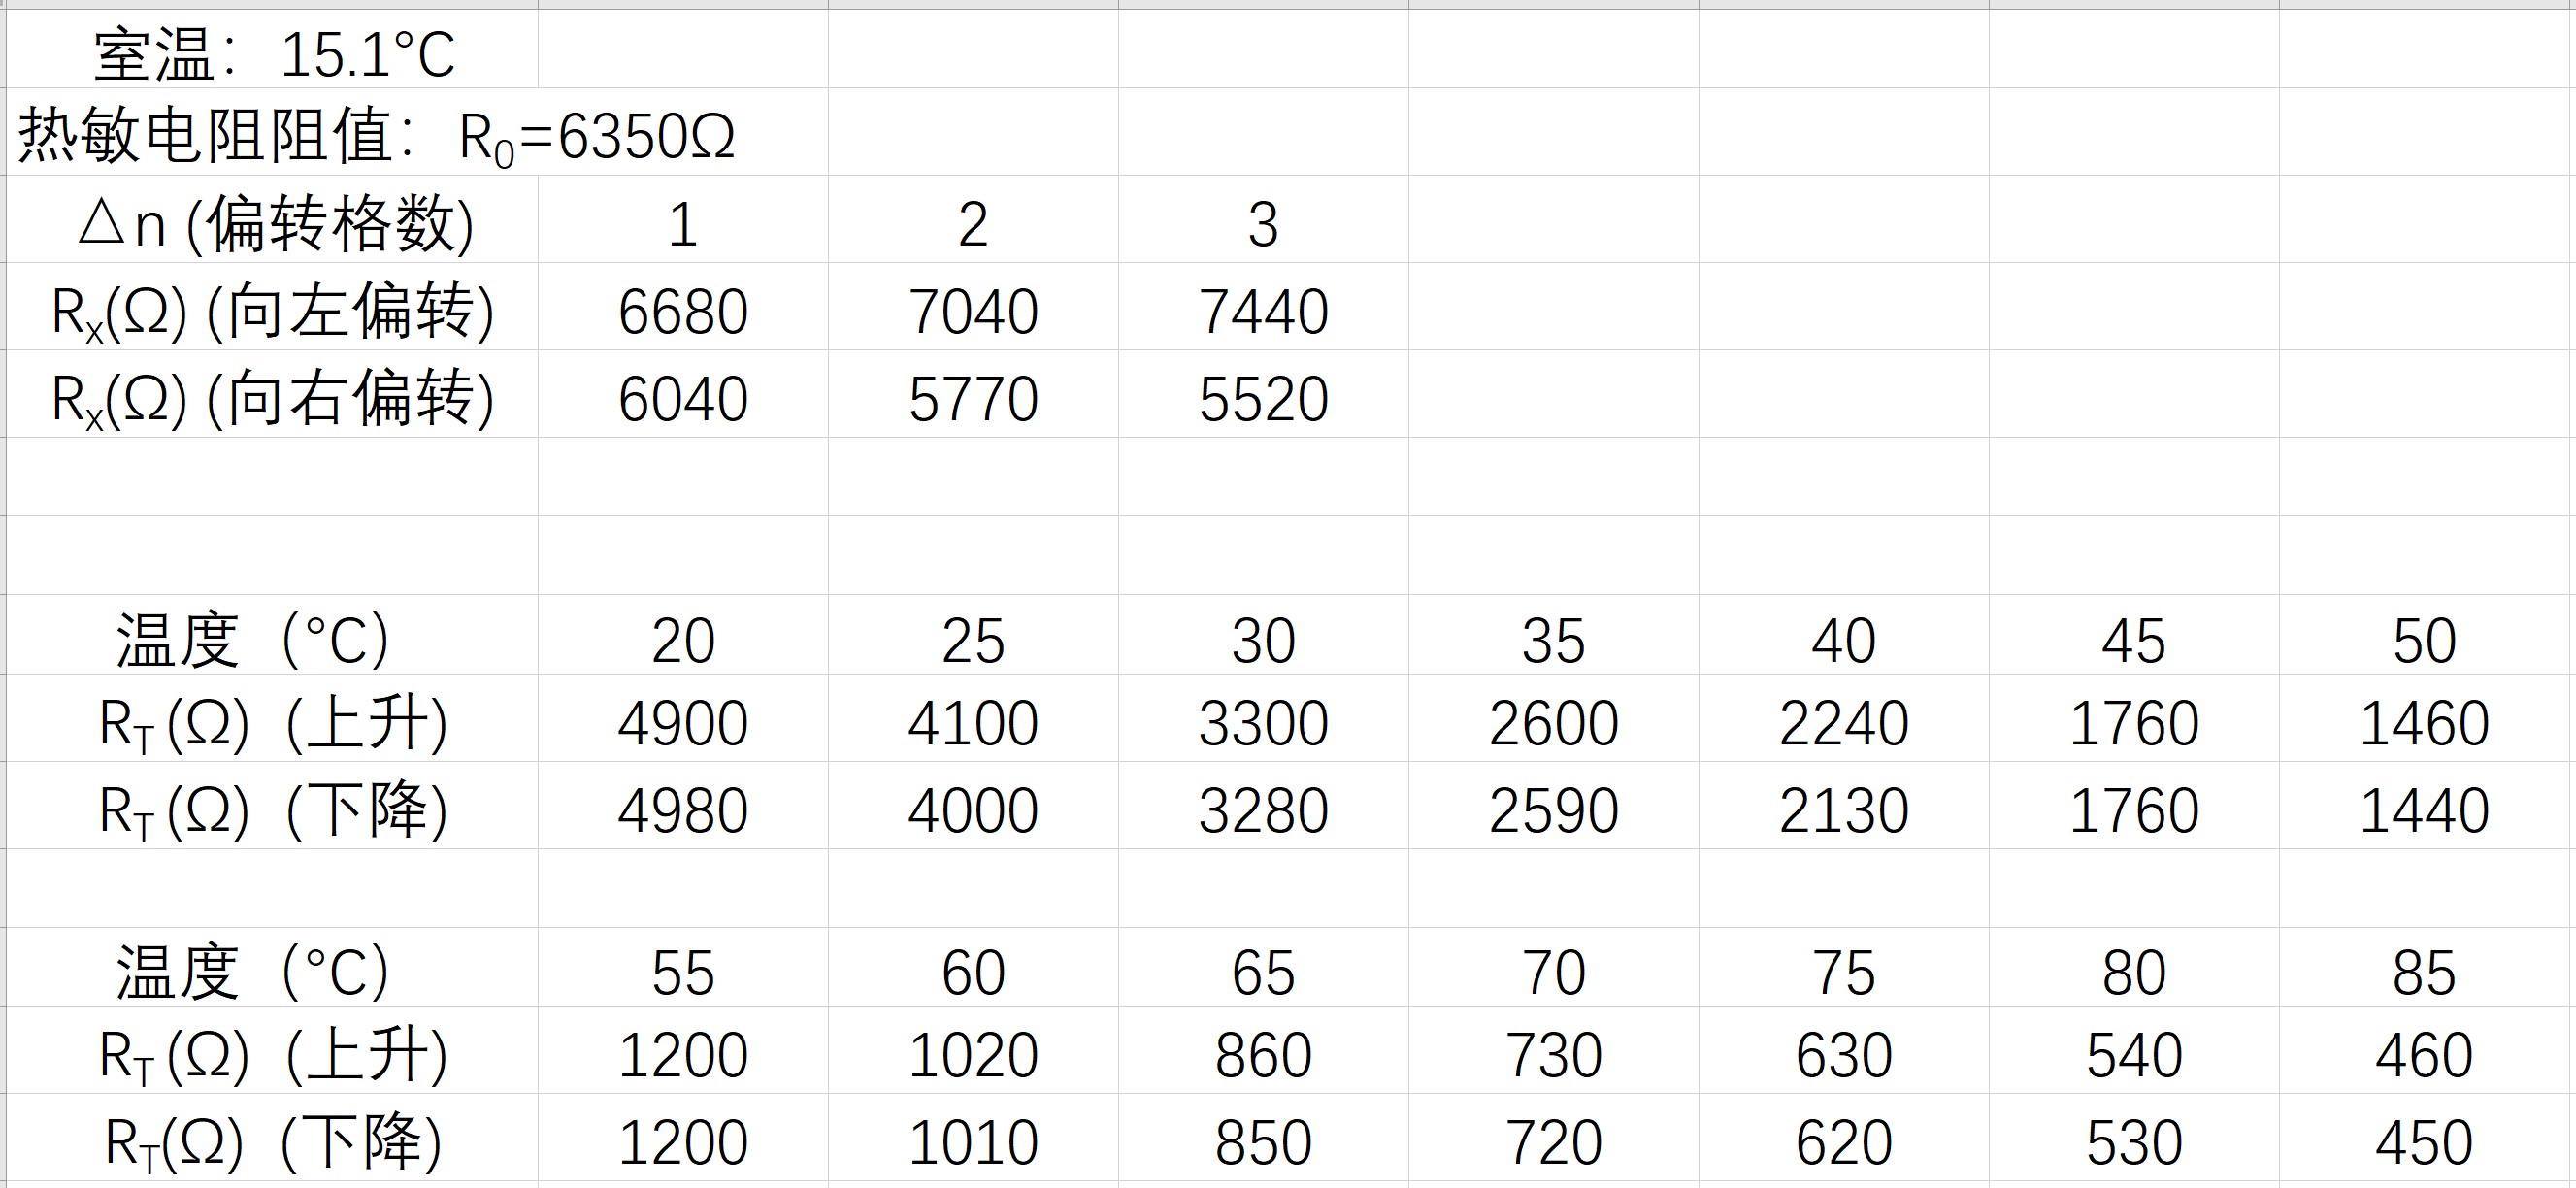 室温：15.1°C
热敏电阻阻值：R₀=6350Ω
△n (偏转格数) 1 2 3
Rₓ(Ω) (向左偏转) 6680 7040 7440
Rₓ(Ω) (向右偏转) 6040 5770 5520
温度（°C） 20 25 30 35 40 45 50
R_T (Ω) (上升) 4900 4100 3300 2600 2240 1760 1460
R_T (Ω) (下降) 4980 4000 3280 2590 2130 1760 1440
温度（°C） 55 60 65 70 75 80 85
R_T (Ω) (上升) 1200 1020 860 730 630 540 460
R_T(Ω) (下降) 1200 1010 850 720 620 530 450